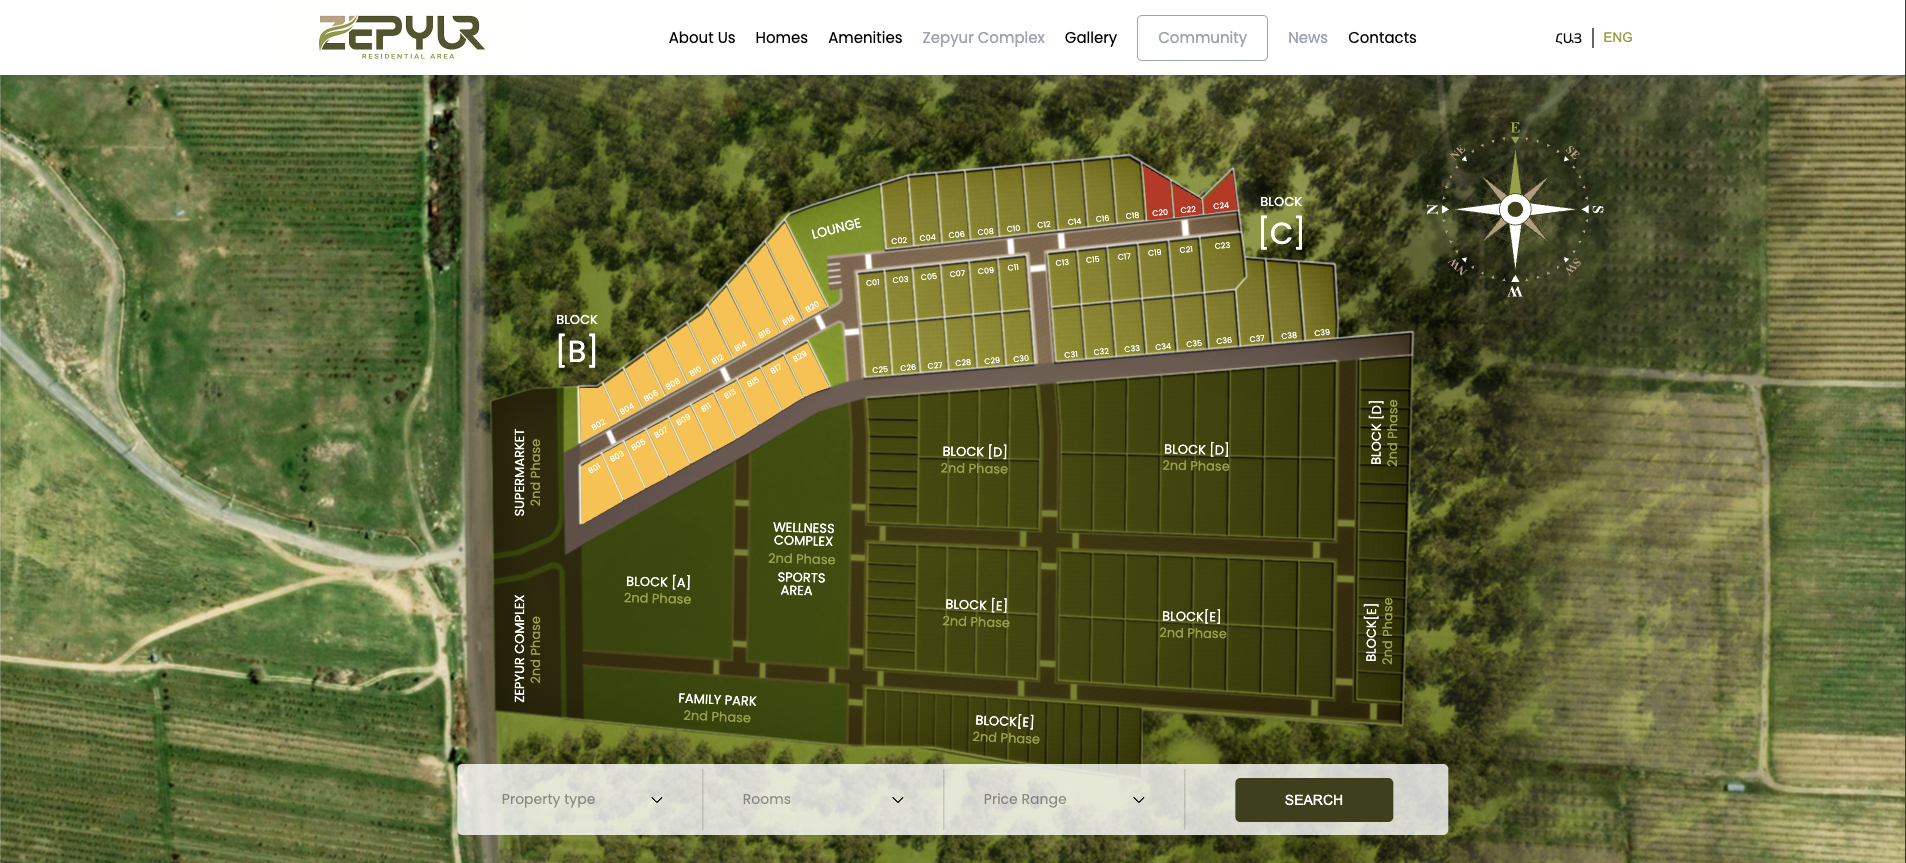 ZEPYUR
RESIDENTIAL AREA
About Us
Homes
Amenities
Zepyur Complex
Gallery
Community
News
Contacts
ՀԱՅ
ENG
E
NE
SE
N
S
NW
SW
W
BLOCK
[C]
BLOCK
[B]
LOUNGE
C02 C04 C06 C08 C10 C12 C14 C16 C18 C20 C22 C24
C01 C03 C05 C07 C09 C11 C13 C15 C17 C19 C21 C23
C25 C26 C27 C28 C29 C30 C31 C32 C33 C34 C35 C36 C37 C38 C39
B02 B04 B06 B08 B10 B12 B14 B16 B18 B20
B01 B03 B05 B07 B09 B11 B13 B15 B17 B29
SUPERMARKET
2nd Phase
BLOCK [D]
2nd Phase
BLOCK [D]
2nd Phase
BLOCK [D]
2nd Phase
WELLNESS
COMPLEX
2nd Phase
SPORTS
AREA
BLOCK [A]
2nd Phase
ZEPYUR COMPLEX
2nd Phase
BLOCK [E]
2nd Phase
BLOCK[E]
2nd Phase
BLOCK[E]
2nd Phase
FAMILY PARK
2nd Phase
BLOCK[E]
2nd Phase
Property type
Rooms
Price Range
SEARCH